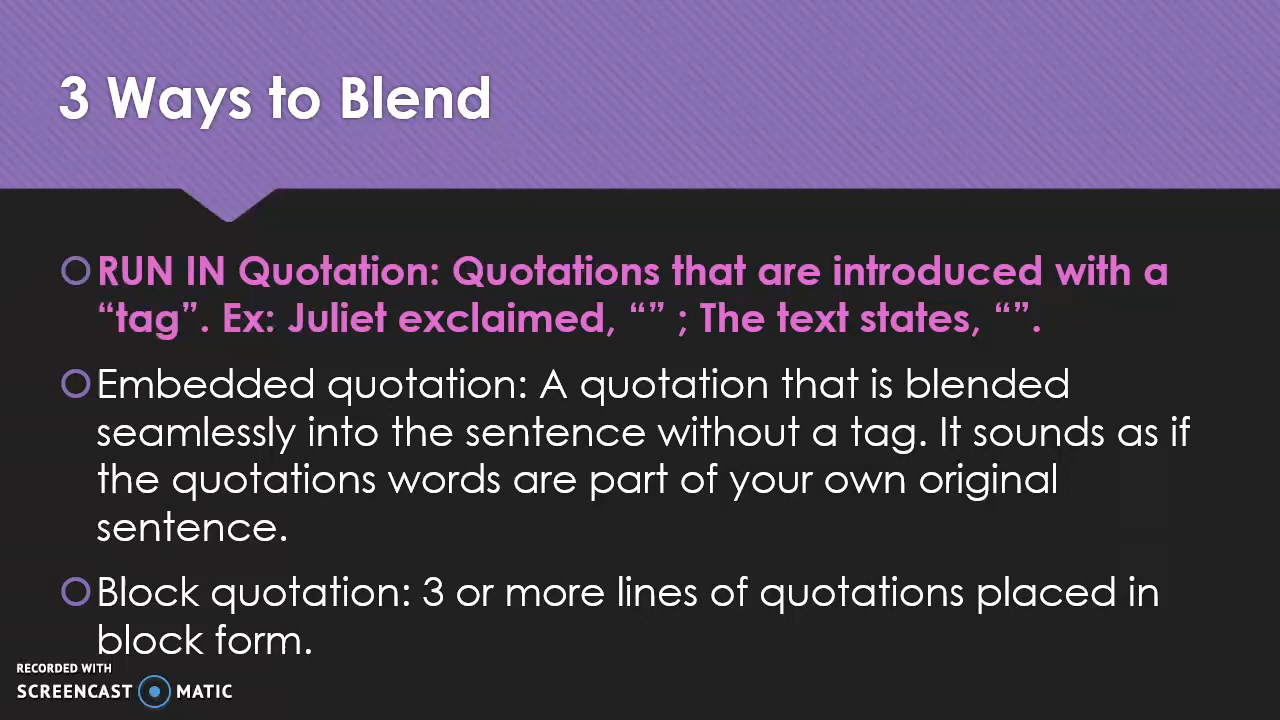 3 Ways to Blend
RUN IN Quotation: Quotations that are introduced with a
“tag”. Ex: Juliet exclaimed, “” ; The text states, “”.
Embedded quotation: A quotation that is blended
seamlessly into the sentence without a tag. It sounds as if
the quotations words are part of your own original
sentence.
Block quotation: 3 or more lines of quotations placed in
block form.
RECORDED WITH
SCREENCAST MATIC